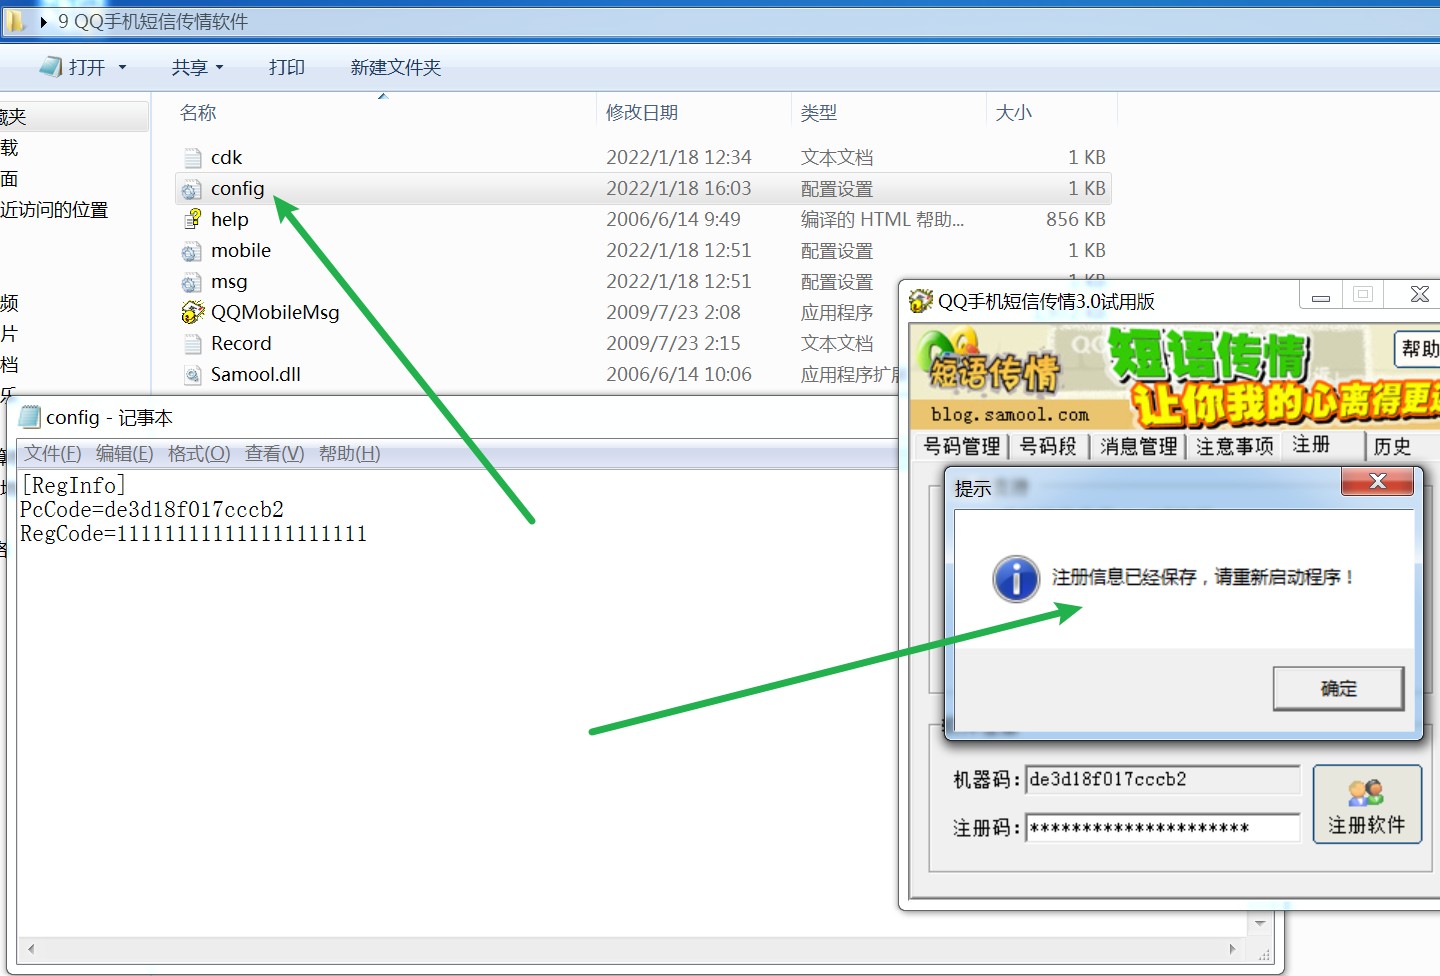 9 QQ手机短信传情软件
打开 共享 打印 新建文件夹
藏夹
载
面
近访问的位置
频
片
档
乐
名称 修改日期 类型 大小
cdk 2022/1/18 12:34 文本文档 1 KB
config 2022/1/18 16:03 配置设置 1 KB
help 2006/6/14 9:49 编译的 HTML 帮助... 856 KB
mobile 2022/1/18 12:51 配置设置 1 KB
msg 2022/1/18 12:51 配置设置 1 KB
QQMobileMsg 2009/7/23 2:08 应用程序
Record 2009/7/23 2:15 文本文档
Samool.dll 2006/6/14 10:06 应用程序扩展
config - 记事本
文件(F) 编辑(E) 格式(O) 查看(V) 帮助(H)
[RegInfo]
PcCode=de3d18f017cccb2
RegCode=111111111111111111111
QQ手机短信传情3.0试用版
短语传情
blog.samool.com
短语传情
让你我的心离得更近
帮助
号码管理 号码段 消息管理 注意事项 注册 历史
提示
注册信息已经保存，请重新启动程序！
确定
机器码: de3d18f017cccb2
注册码: *********************
注册软件